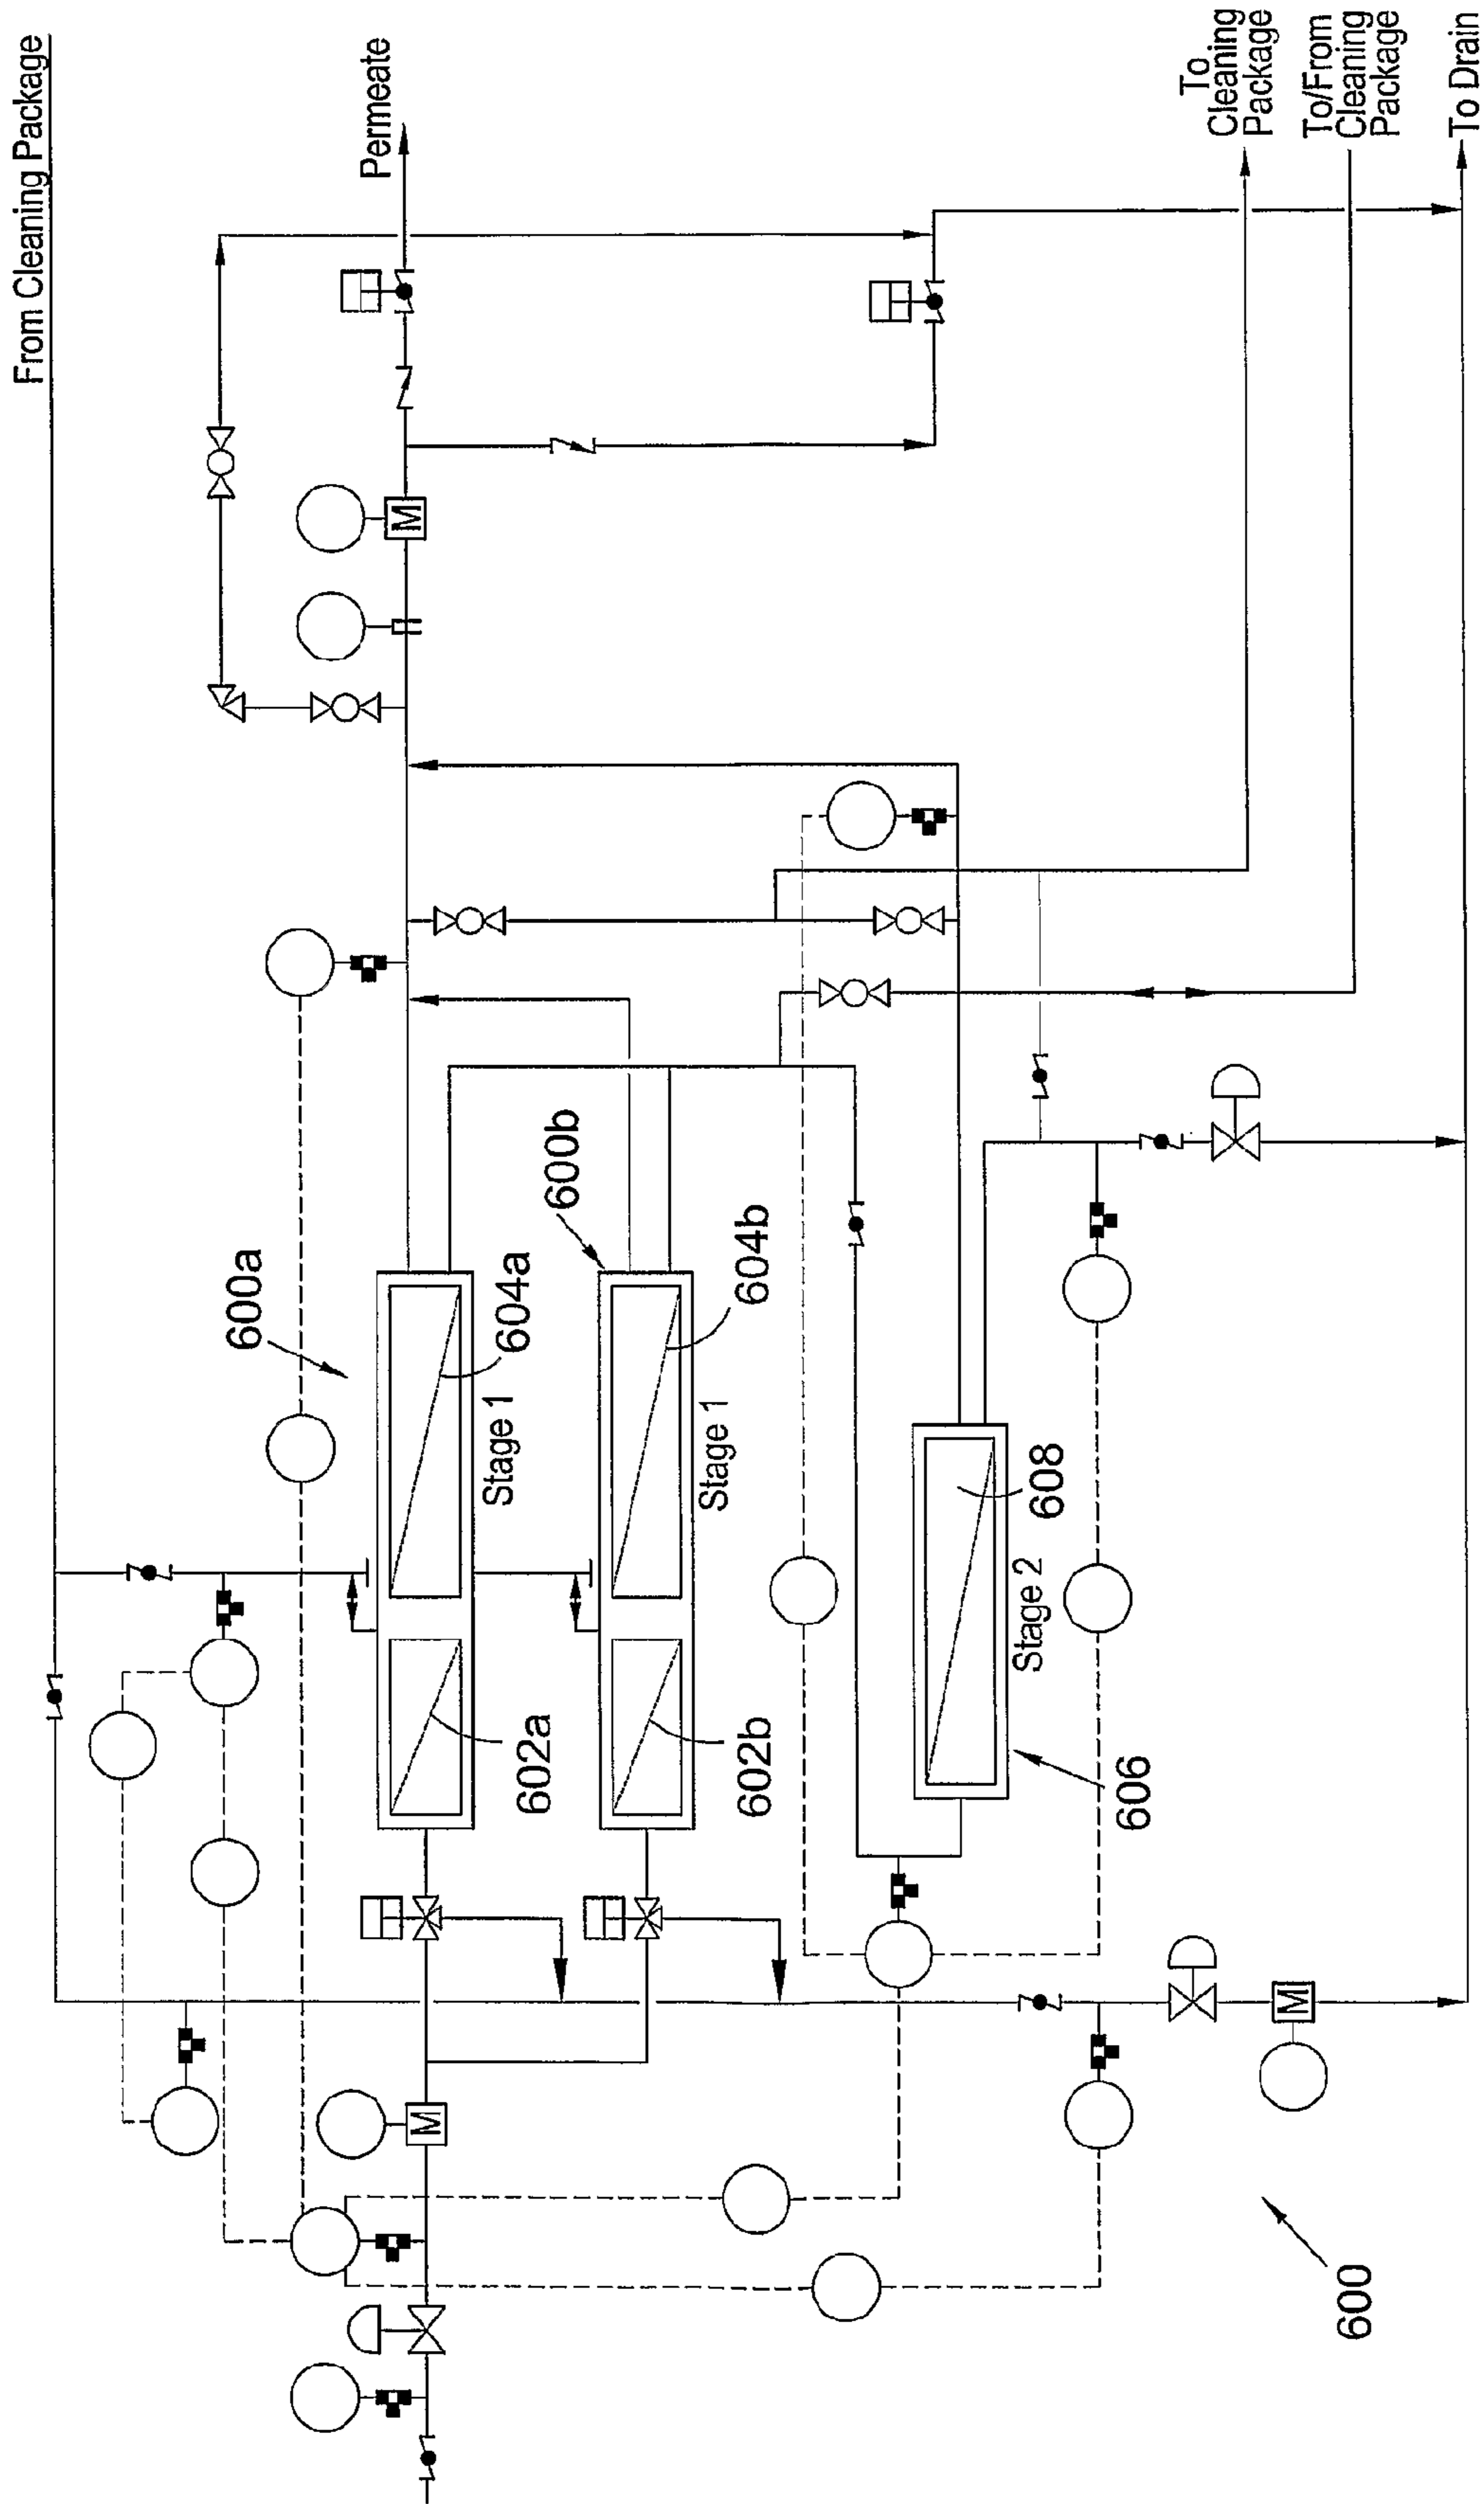 From Cleaning Package
Permeate
To
Cleaning
Package
To/From
Cleaning
Package
To Drain
M
600a
604a
Stage 1
602a
600b
604b
Stage 1
602b
608
Stage 2
606
M
M
600